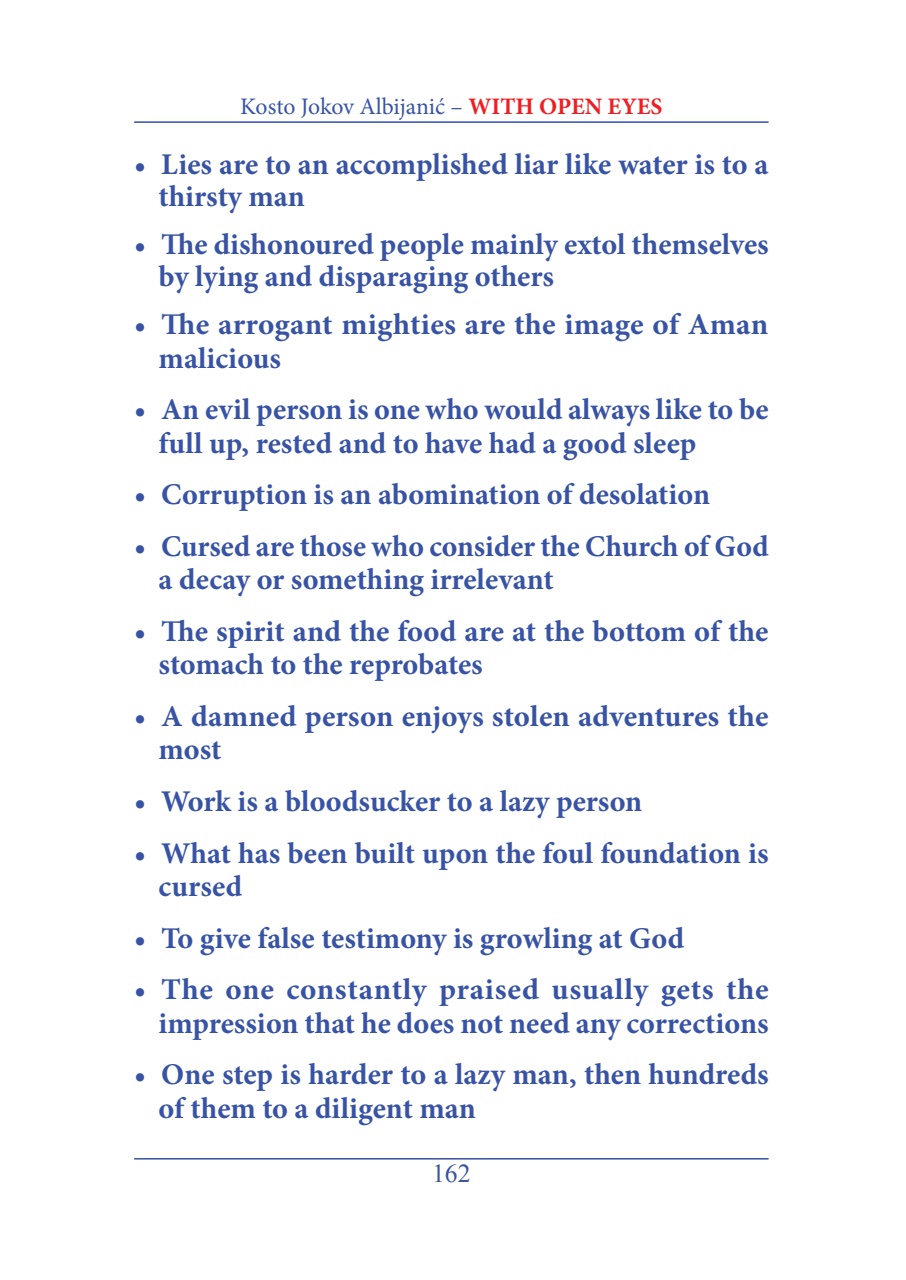 Kosto Jokov Albijanić – WITH OPEN EYES
• Lies are to an accomplished liar like water is to a
thirsty man
• The dishonoured people mainly extol themselves
by lying and disparaging others
• The arrogant mighties are the image of Aman
malicious
• An evil person is one who would always like to be
full up, rested and to have had a good sleep
• Corruption is an abomination of desolation
• Cursed are those who consider the Church of God
a decay or something irrelevant
• The spirit and the food are at the bottom of the
stomach to the reprobates
• A damned person enjoys stolen adventures the
most
• Work is a bloodsucker to a lazy person
• What has been built upon the foul foundation is
cursed
• To give false testimony is growling at God
• The one constantly praised usually gets the
impression that he does not need any corrections
• One step is harder to a lazy man, then hundreds
of them to a diligent man
162